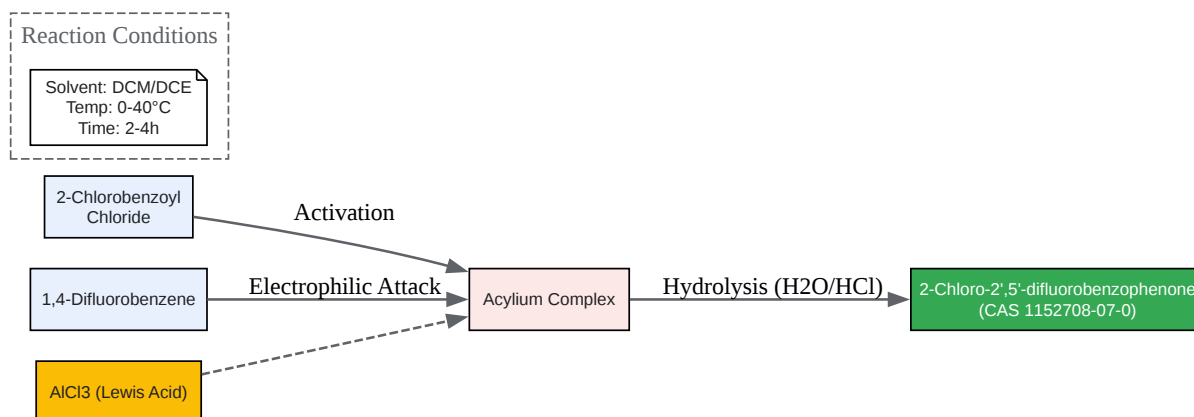 Reaction Conditions
Solvent: DCM/DCE
Temp: 0-40°C
Time: 2-4h
2-Chlorobenzoyl
Chloride
Activation
1,4-Difluorobenzene
Electrophilic Attack
Acylium Complex
Hydrolysis (H2O/HCl)
2-Chloro-2',5'-difluorobenzophenone
(CAS 1152708-07-0)
AlCl3 (Lewis Acid)